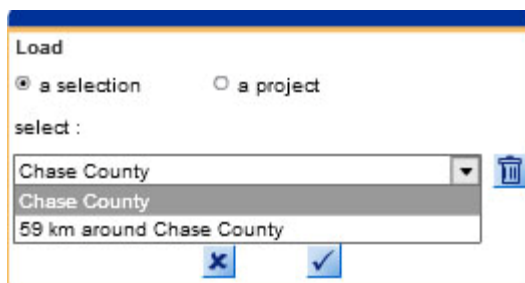 Load
a selection a project
select :
Chase County
Chase County
59 km around Chase County